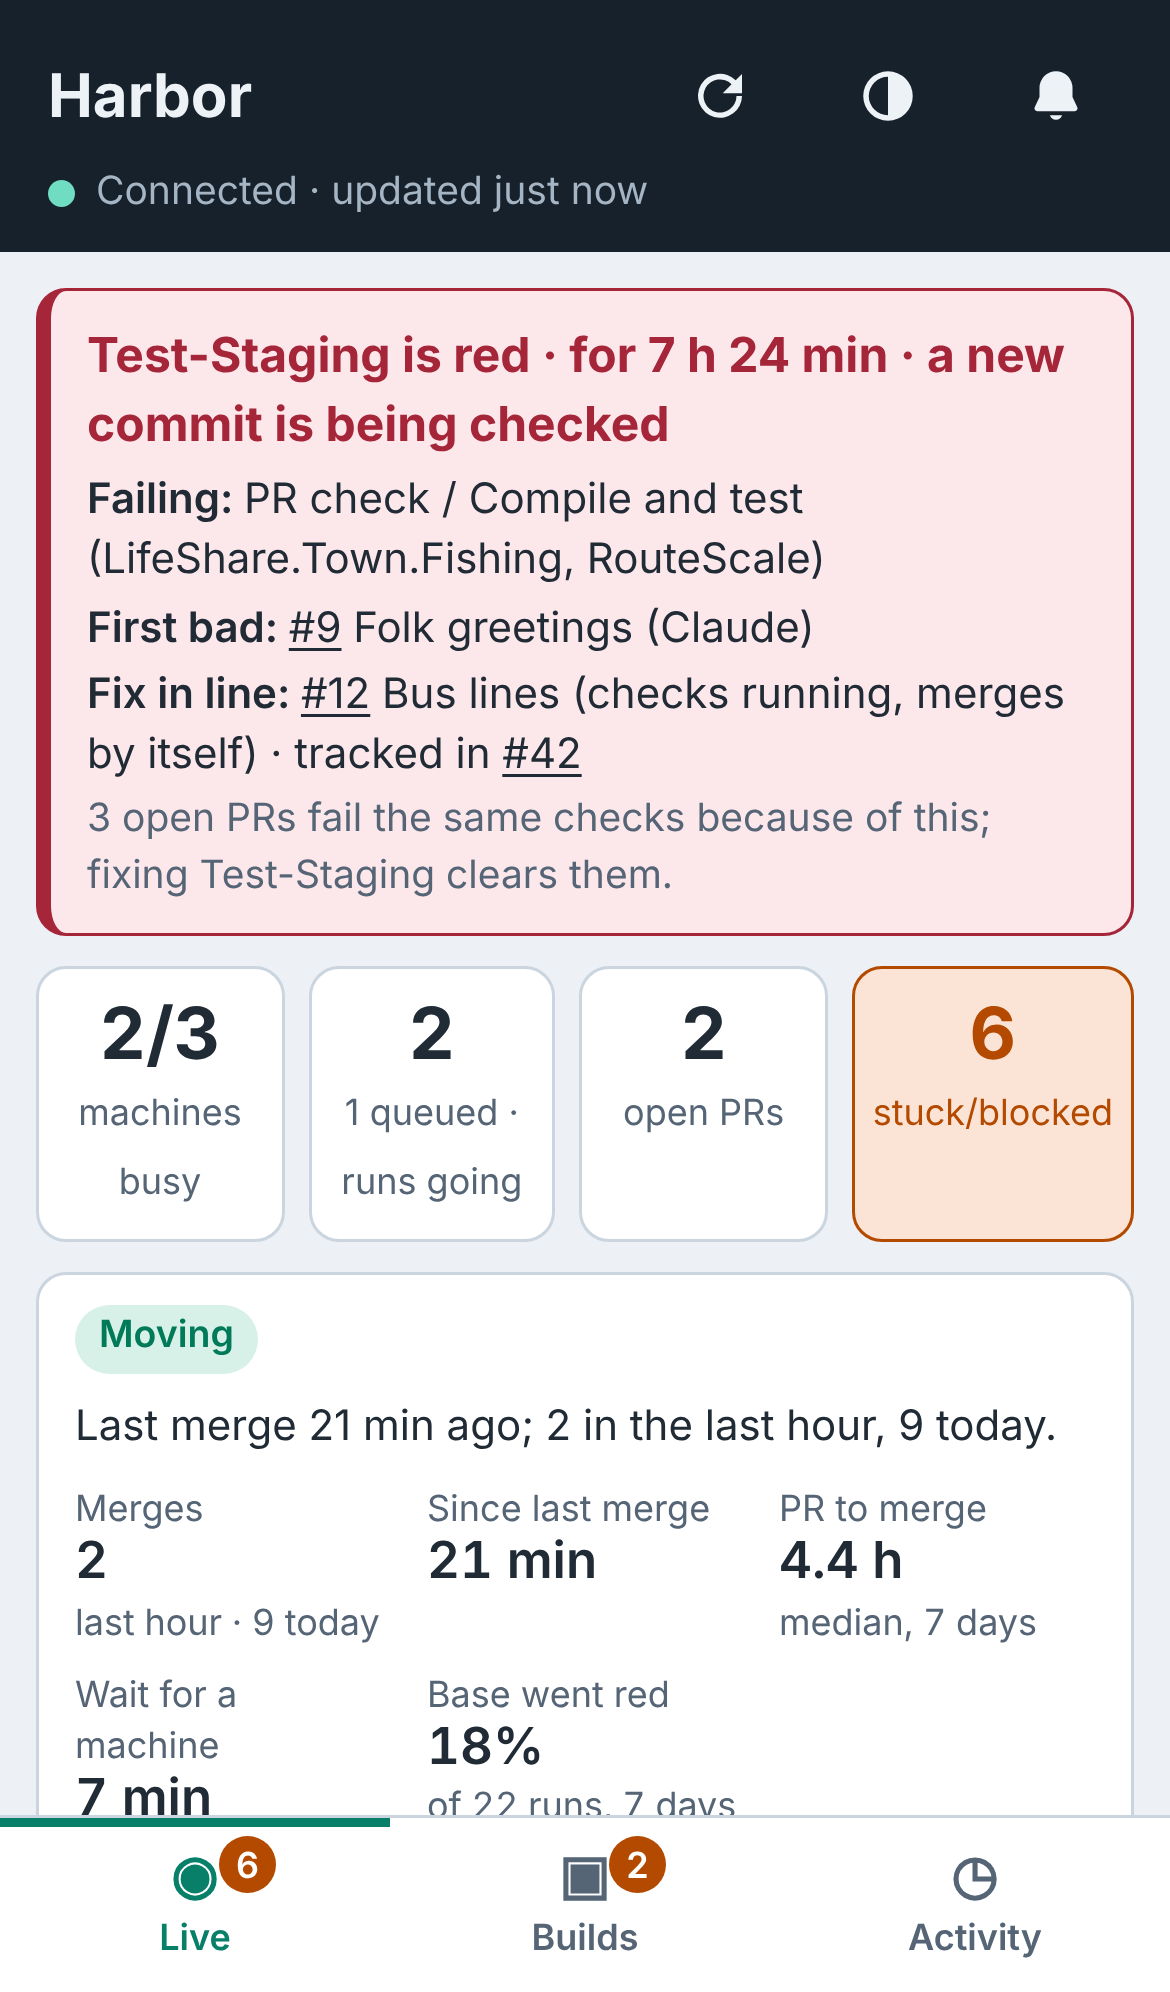 Harbor
Connected · updated just now
Test-Staging is red · for 7 h 24 min · a new
commit is being checked
Failing: PR check / Compile and test
(LifeShare.Town.Fishing, RouteScale)
First bad: #9 Folk greetings (Claude)
Fix in line: #12 Bus lines (checks running, merges
by itself) · tracked in #42
3 open PRs fail the same checks because of this;
fixing Test-Staging clears them.
2/3
machines
busy
2
1 queued ·
runs going
2
open PRs
6
stuck/blocked
Moving
Last merge 21 min ago; 2 in the last hour, 9 today.
Merges
2
last hour · 9 today
Since last merge
21 min
PR to merge
4.4 h
median, 7 days
Wait for a
machine
7 min
Base went red
18%
of 22 runs, 7 days
6
Live
2
Builds
Activity